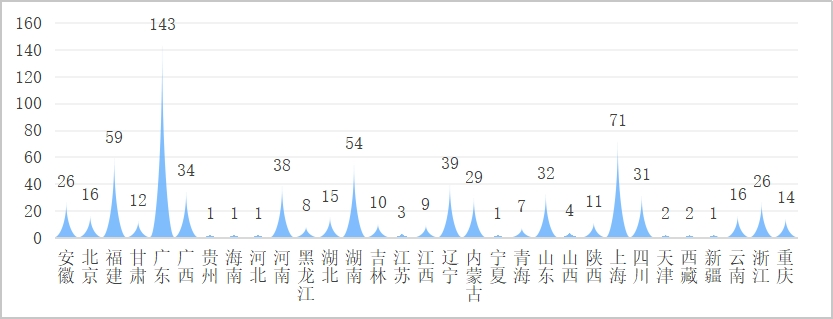 160
140
120
100
80
60
40
20
0
26
16
59
12
143
34
1
1
1
38
8
15
54
10
3
9
39
29
1
7
32
4
11
71
31
2
2
1
16
26
14
安徽
北京
福建
甘肃
广东
广西
贵州
海南
河北
河南
黑龙江
湖北
湖南
吉林
江苏
江西
辽宁
内蒙古
宁夏
青海
山东
山西
陕西
上海
四川
天津
西藏
新疆
云南
浙江
重庆